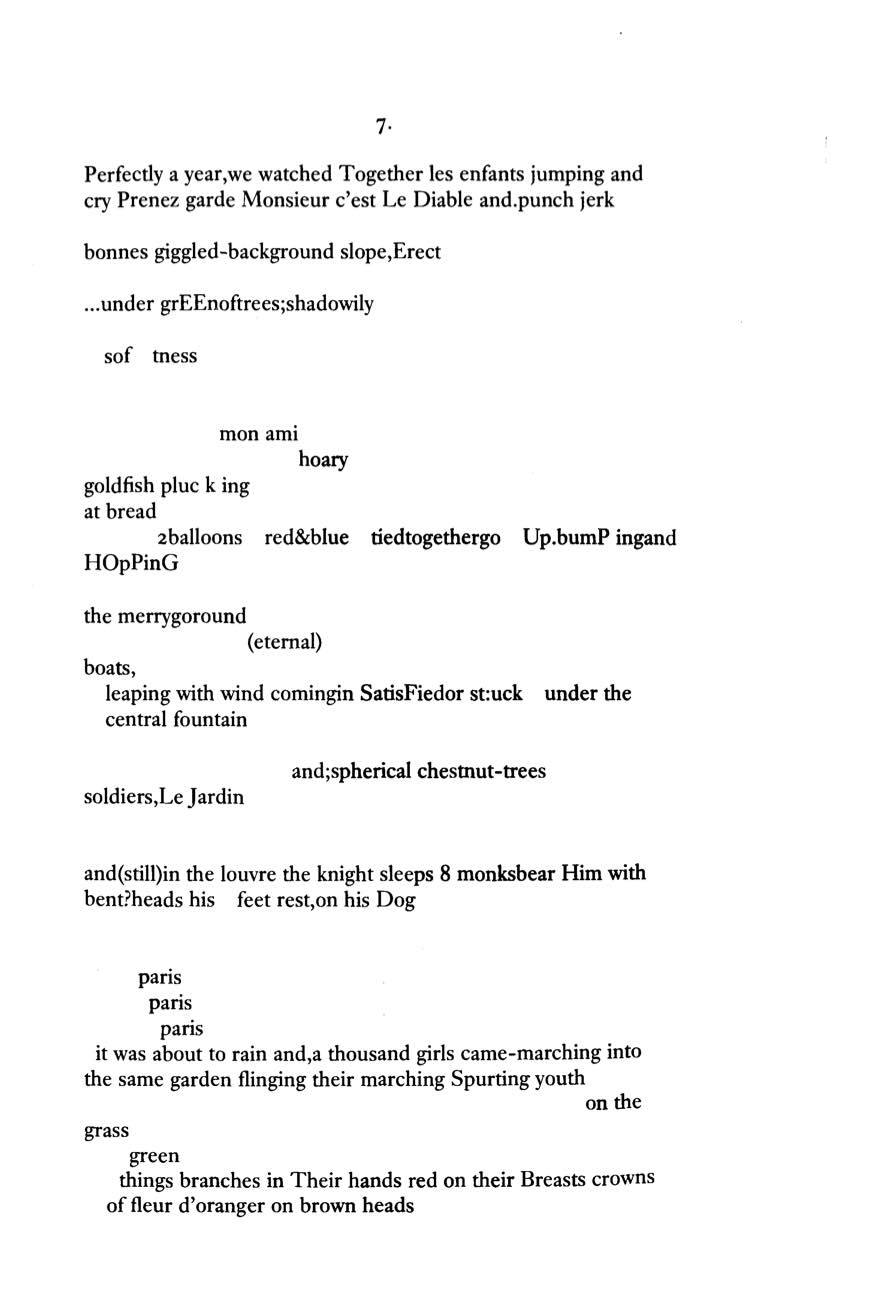 7.
Perfectly a year,we watched Together les enfants jumping and
cry Prenez garde Monsieur c'est Le Diable and.punch jerk
bonnes giggled-background slope,Erect
...under grEEnoftrees;shadowily
sof   tness
mon ami
hoary
goldfish pluc k ing
at bread
2balloons   red&blue   tiedtogethergo   Up.bumP ingand
HOpPinG
the merrygoround
(eternal)
boats,
leaping with wind comingin SatisFiedor st:uck   under the
central fountain
and;spherical chestnut-trees
soldiers,Le Jardin
and(still)in the louvre the knight sleeps 8 monksbear Him with
bent?heads his   feet rest,on his Dog
paris
paris
paris
it was about to rain and,a thousand girls came-marching into
the same garden flinging their marching Spurting youth
on the
grass
green
things branches in Their hands red on their Breasts crowns
of fleur d'oranger on brown heads